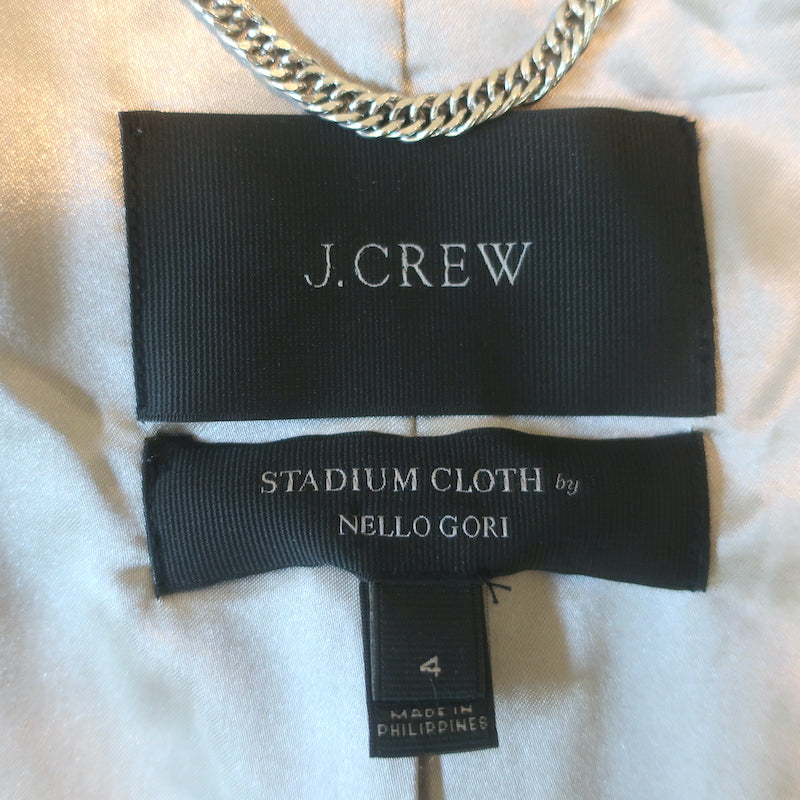 J.CREW
STADIUM CLOTH by
NELLO GORI
4
MADE IN
PHILIPPINES